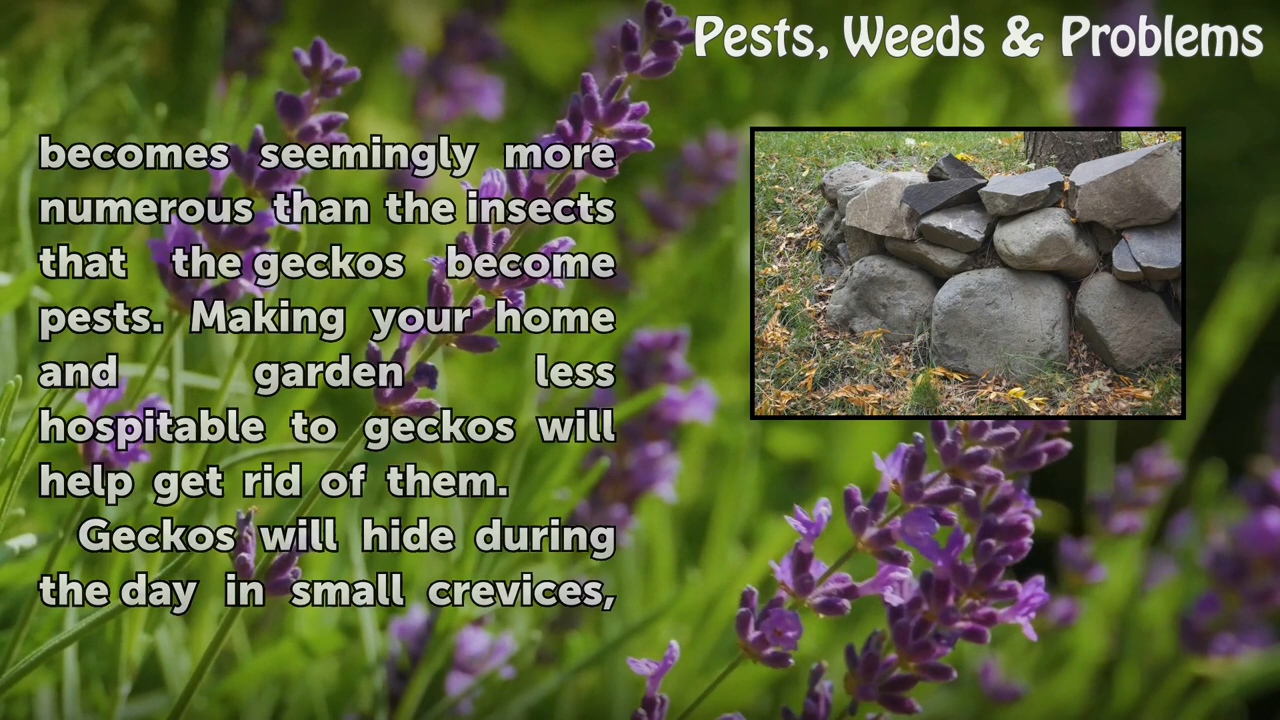 Pests, Weeds & Problems
becomes seemingly more
numerous than the insects
that the geckos become
pests. Making your home
and garden less
hospitable to geckos will
help get rid of them.
Geckos will hide during
the day in small crevices,